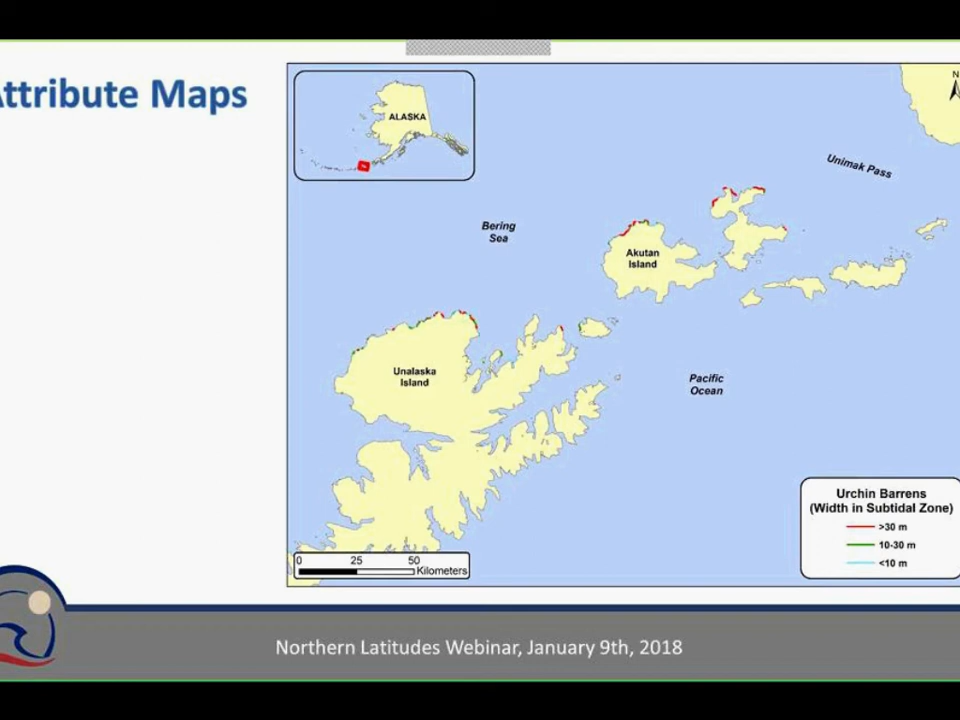 Attribute Maps
ALASKA
N
Unimak Pass
Bering
Sea
Akutan
Island
Unalaska
Island
Pacific
Ocean
Urchin Barrens
(Width in Subtidal Zone)
>30 m
10-30 m
<10 m
0 25 50
Kilometers
Northern Latitudes Webinar, January 9th, 2018